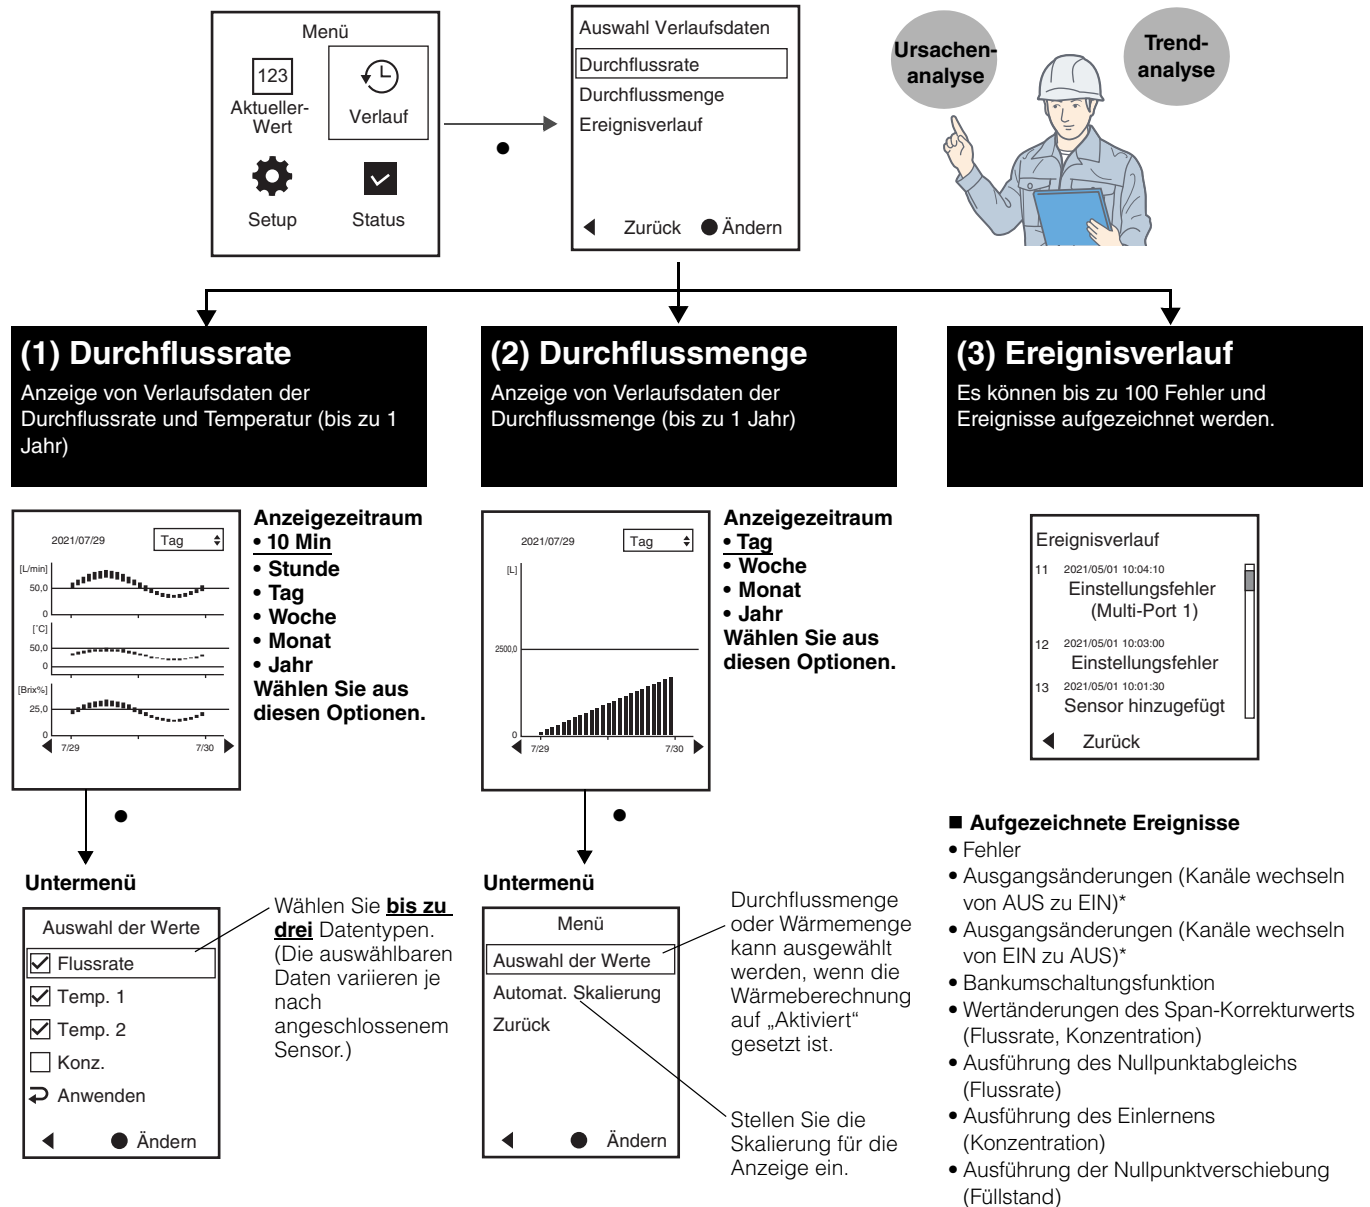 Menü
123
Aktueller-
Wert
Verlauf
Setup
Status
Auswahl Verlaufsdaten
Durchflussrate
Durchflussmenge
Ereignisverlauf
Zurück
Ändern
Ursachen-
analyse
Trend-
analyse
(1) Durchflussrate
Anzeige von Verlaufsdaten der
Durchflussrate und Temperatur (bis zu 1
Jahr)
(2) Durchflussmenge
Anzeige von Verlaufsdaten der
Durchflussmenge (bis zu 1 Jahr)
(3) Ereignisverlauf
Es können bis zu 100 Fehler und
Ereignisse aufgezeichnet werden.
2021/07/29
Tag
[L/min]
50,0
0
[˚C]
50,0
0
[Brix%]
25,0
0
7/29
7/30
Anzeigezeitraum
• 10 Min
• Stunde
• Tag
• Woche
• Monat
• Jahr
Wählen Sie aus
diesen Optionen.
2021/07/29
Tag
[L]
2500,0
0
7/29
7/30
Anzeigezeitraum
• Tag
• Woche
• Monat
• Jahr
Wählen Sie aus
diesen Optionen.
Ereignisverlauf
11 2021/05/01 10:04:10
Einstellungsfehler
(Multi-Port 1)
12 2021/05/01 10:03:00
Einstellungsfehler
13 2021/05/01 10:01:30
Sensor hinzugefügt
Zurück
Untermenü
Auswahl der Werte
Flussrate
Temp. 1
Temp. 2
Konz.
Anwenden
Ändern
Wählen Sie bis zu
drei Datentypen.
(Die auswählbaren
Daten variieren je
nach
angeschlossenem
Sensor.)
Untermenü
Menü
Auswahl der Werte
Automat. Skalierung
Zurück
Ändern
Durchflussmenge
oder Wärmemenge
kann ausgewählt
werden, wenn die
Wärmeberechnung
auf „Aktiviert“
gesetzt ist.
Stellen Sie die
Skalierung für die
Anzeige ein.
■ Aufgezeichnete Ereignisse
• Fehler
• Ausgangsänderungen (Kanäle wechseln
von AUS zu EIN)*
• Ausgangsänderungen (Kanäle wechseln
von EIN zu AUS)*
• Bankumschaltungsfunktion
• Wertänderungen des Span-Korrekturwerts
(Flussrate, Konzentration)
• Ausführung des Nullpunktabgleichs
(Flussrate)
• Ausführung des Einlernens
(Konzentration)
• Ausführung der Nullpunktverschiebung
(Füllstand)